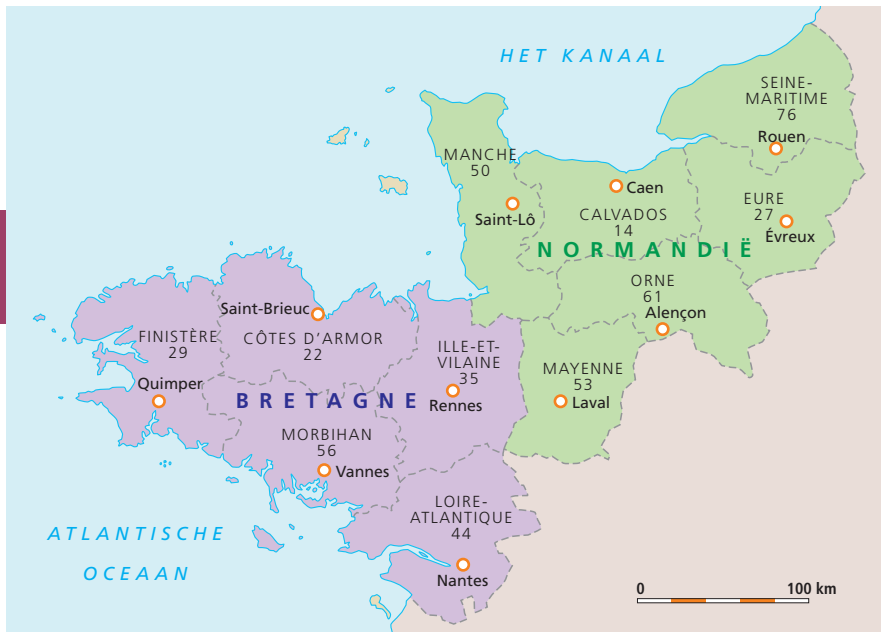 HET KANAAL
SEINE-
MARITIME
76
Rouen
MANCHE
50
Caen
Saint-Lô
CALVADOS
14
EURE
27
Évreux
NORMANDIË
ORNE
61
Alençon
Saint-Brieuc
FINISTÈRE
29
CÔTES D'ARMOR
22
ILLE-ET-
VILAINE
35
MAYENNE
53
Laval
Quimper
BRETAGNE
Rennes
MORBIHAN
56
Vannes
LOIRE-
ATLANTIQUE
44
Nantes
ATLANTISCHE
OCEAAN
0 100 km